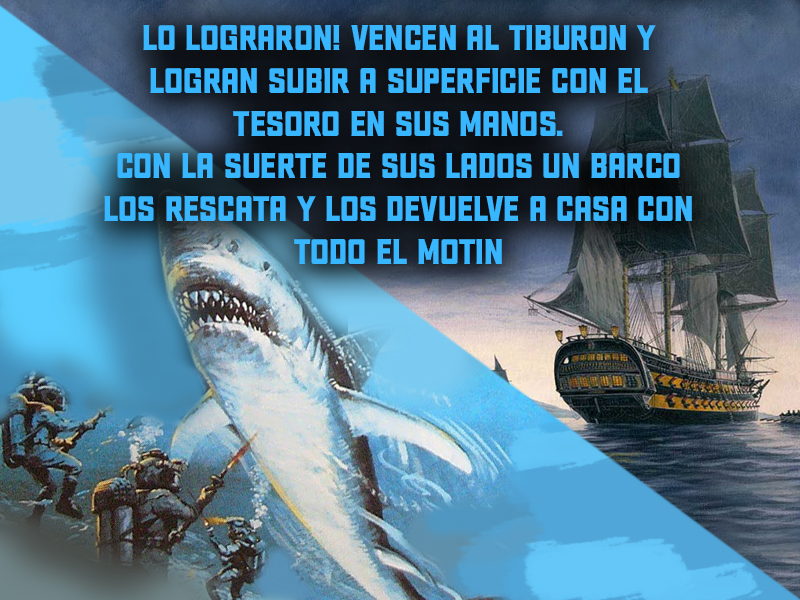 LO LOGRARON! VENCEN AL TIBURON Y
LOGRAN SUBIR A SUPERFICIE CON EL
TESORO EN SUS MANOS.
CON LA SUERTE DE SUS LADOS UN BARCO
LOS RESCATA Y LOS DEVUELVE A CASA CON
TODO EL MOTIN